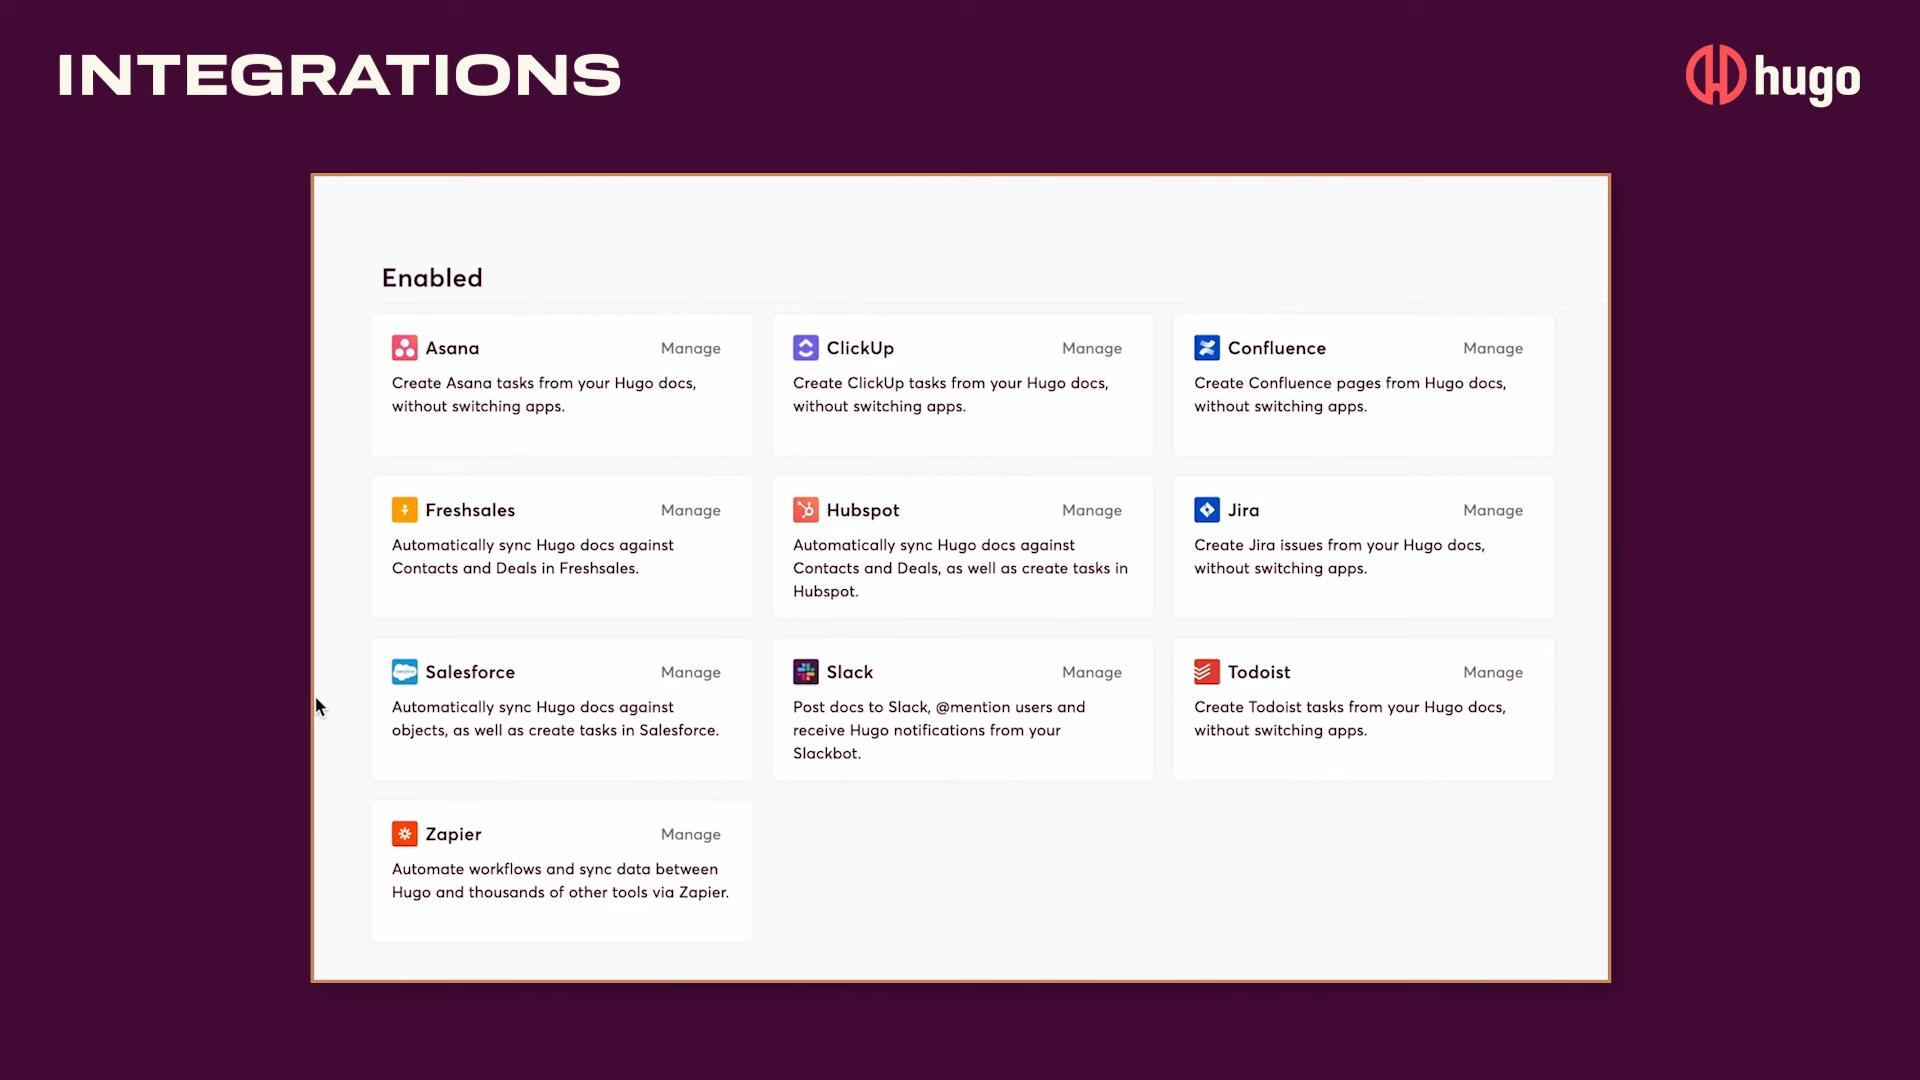 INTEGRATIONS
hugo
Enabled
Asana
Manage
Create Asana tasks from your Hugo docs,
without switching apps.
ClickUp
Manage
Create ClickUp tasks from your Hugo docs,
without switching apps.
Confluence
Manage
Create Confluence pages from Hugo docs,
without switching apps.
Freshsales
Manage
Automatically sync Hugo docs against
Contacts and Deals in Freshsales.
Hubspot
Manage
Automatically sync Hugo docs against
Contacts and Deals, as well as create tasks in
Hubspot.
Jira
Manage
Create Jira issues from your Hugo docs,
without switching apps.
Salesforce
Manage
Automatically sync Hugo docs against
objects, as well as create tasks in Salesforce.
Slack
Manage
Post docs to Slack, @mention users and
receive Hugo notifications from your
Slackbot.
Todoist
Manage
Create Todoist tasks from your Hugo docs,
without switching apps.
Zapier
Manage
Automate workflows and sync data between
Hugo and thousands of other tools via Zapier.